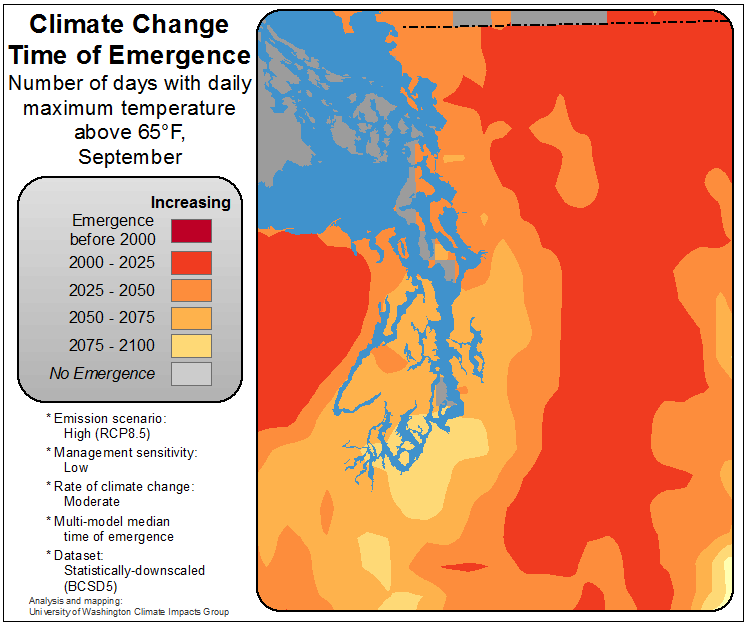 Climate Change
Time of Emergence
Number of days with daily
maximum temperature
above 65°F,
September
Increasing
Emergence
before 2000
2000 - 2025
2025 - 2050
2050 - 2075
2075 - 2100
No Emergence
* Emission scenario:
High (RCP8.5)
* Management sensitivity:
Low
* Rate of climate change:
Moderate
* Multi-model median
time of emergence
* Dataset:
Statistically-downscaled
(BCSD5)
Analysis and mapping:
University of Washington Climate Impacts Group